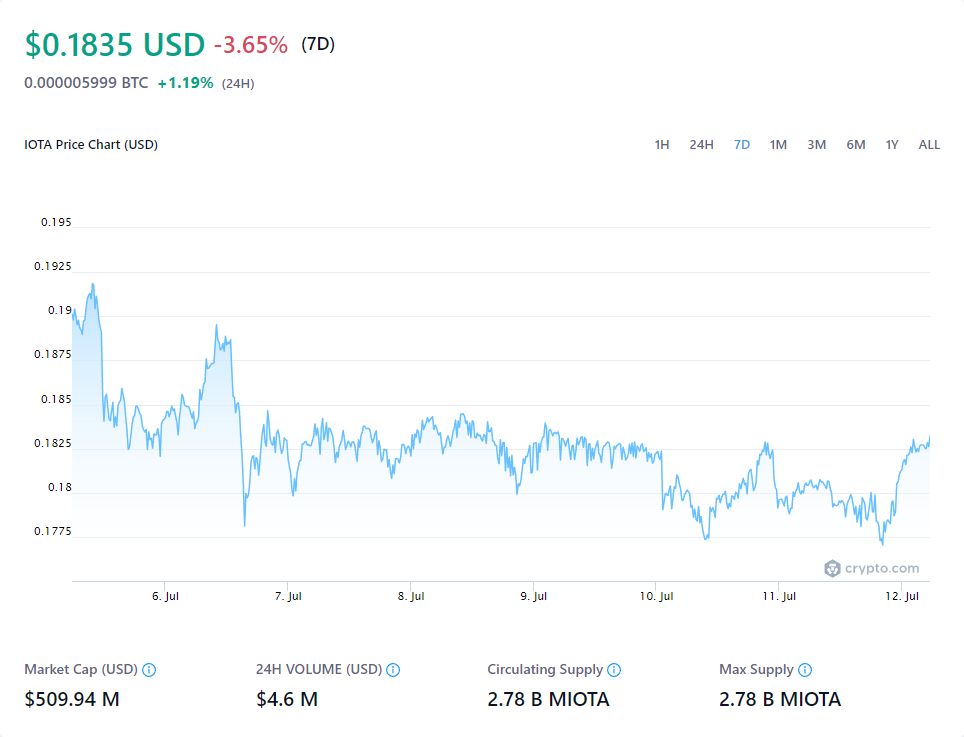 $0.1835 USD -3.65% (7D)
0.000005999 BTC +1.19% (24H)
IOTA Price Chart (USD) 1H 24H 7D 1M 3M 6M 1Y ALL
0.195
0.1925
0.19
0.1875
0.185
0.1825
0.18
0.1775
crypto.com
6. Jul 7. Jul 8. Jul 9. Jul 10. Jul 11. Jul 12. Jul
Market Cap (USD) 24H VOLUME (USD) Circulating Supply Max Supply
$509.94 M $4.6 M 2.78 B MIOTA 2.78 B MIOTA